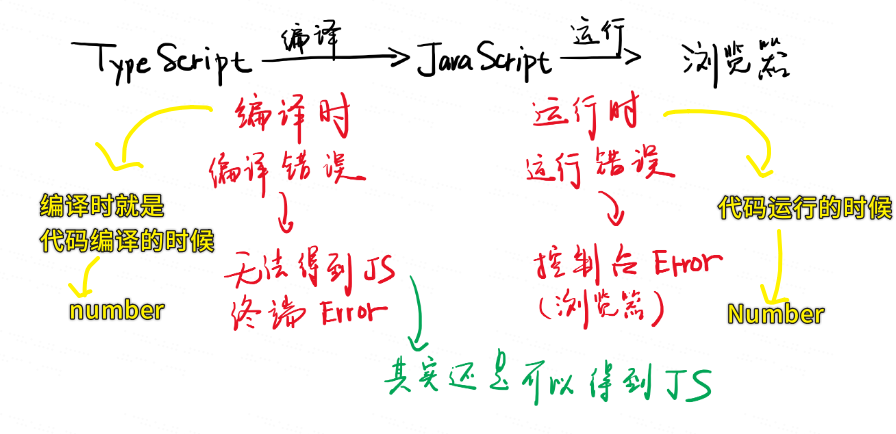 TypeScript 编译 JavaScript 运行 浏览器
编译时
编译错误
无法得到JS
终端 Error
运行时
运行错误
控制台 Error
(浏览器)
编译时就是
代码编译的时候
number
代码运行的时候
Number
其实还是可以得到JS